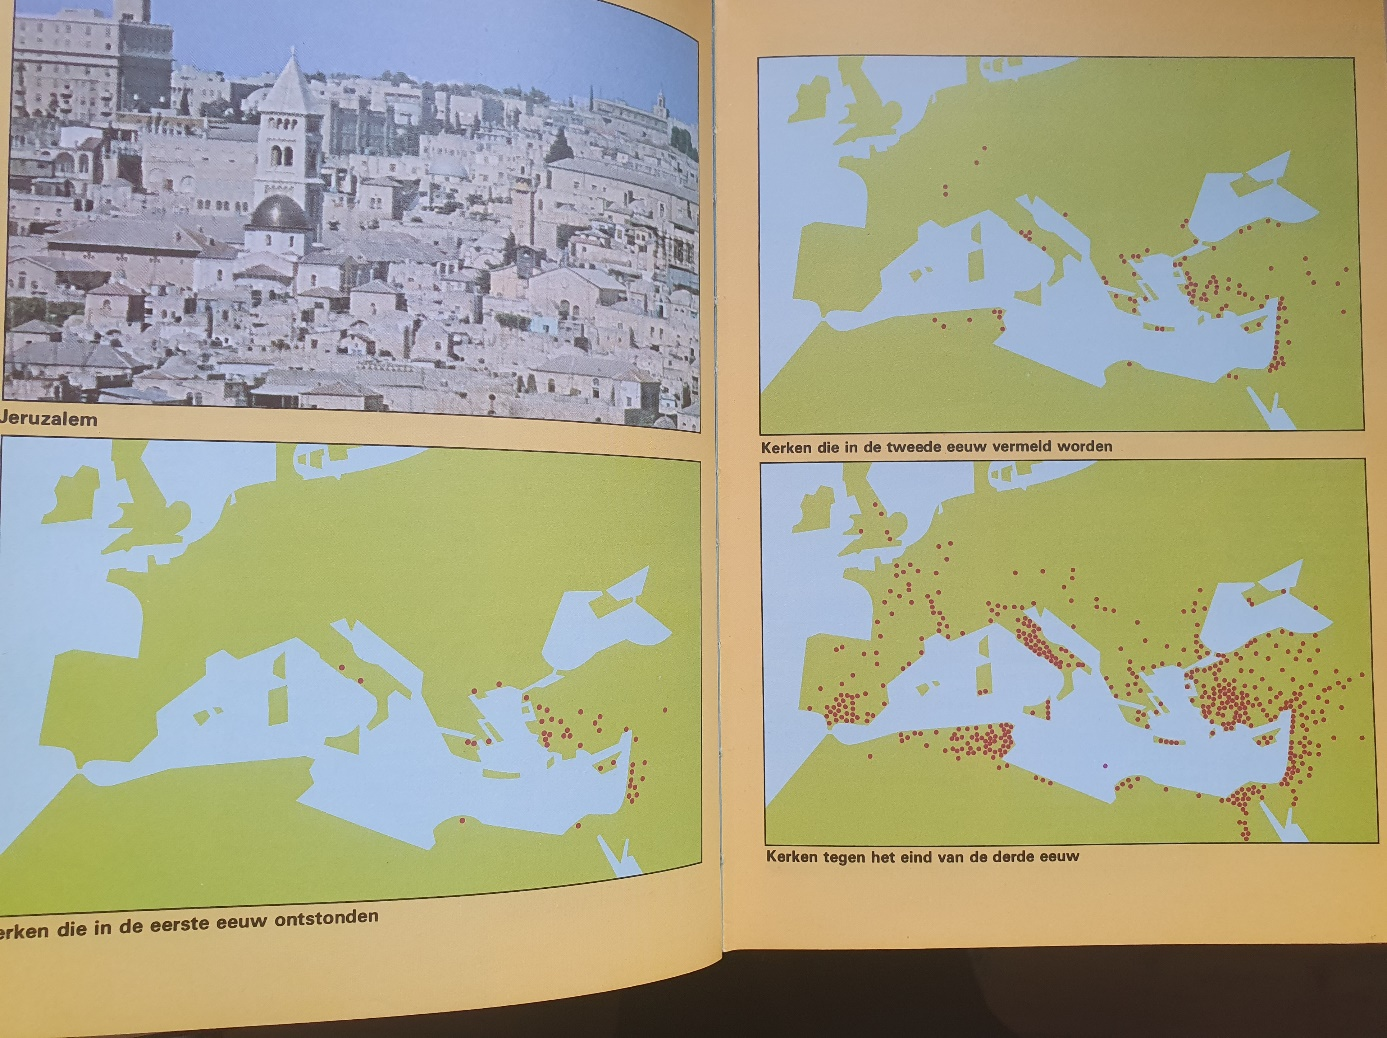 Jeruzalem
erken die in de eerste eeuw ontstonden
Kerken die in de tweede eeuw vermeld worden
Kerken tegen het eind van de derde eeuw